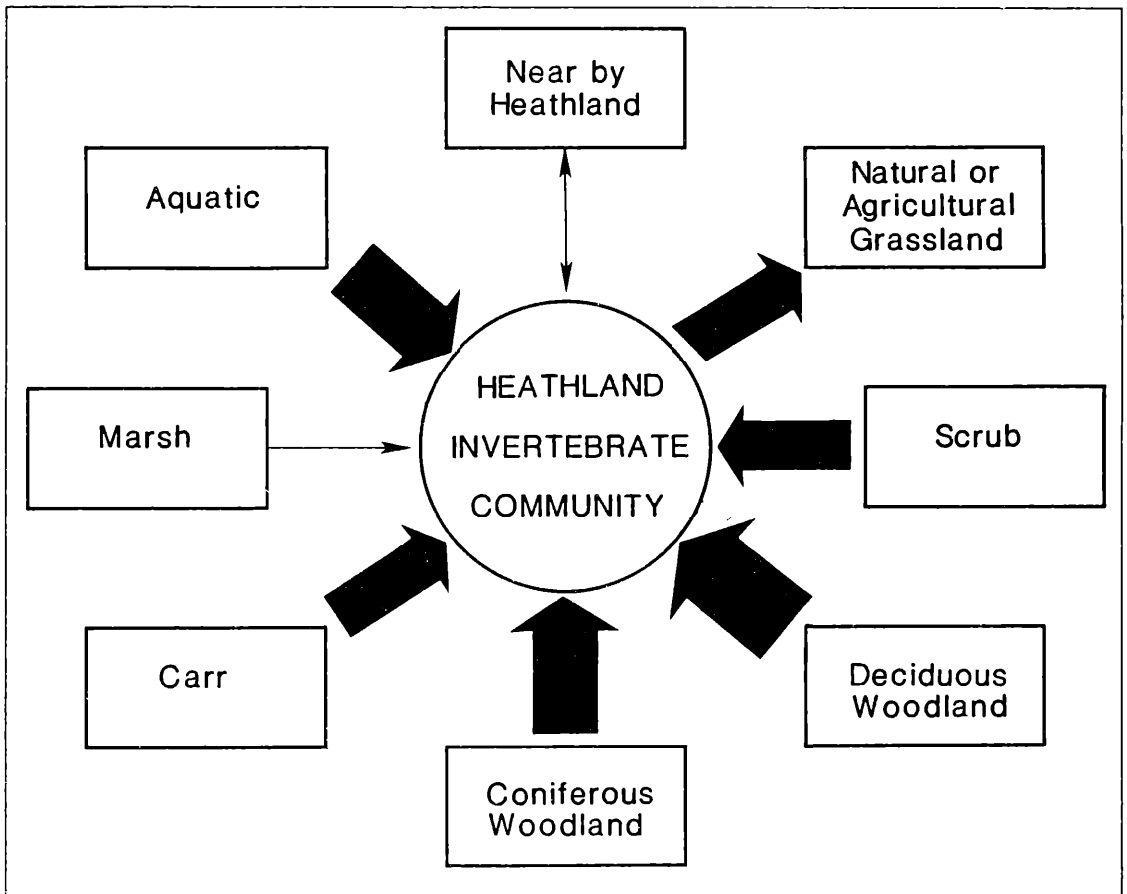 Near by
Heathland
Aquatic
Natural or
Agricultural
Grassland
HEATHLAND
INVERTEBRATE
COMMUNITY
Marsh
Scrub
Carr
Deciduous
Woodland
Coniferous
Woodland